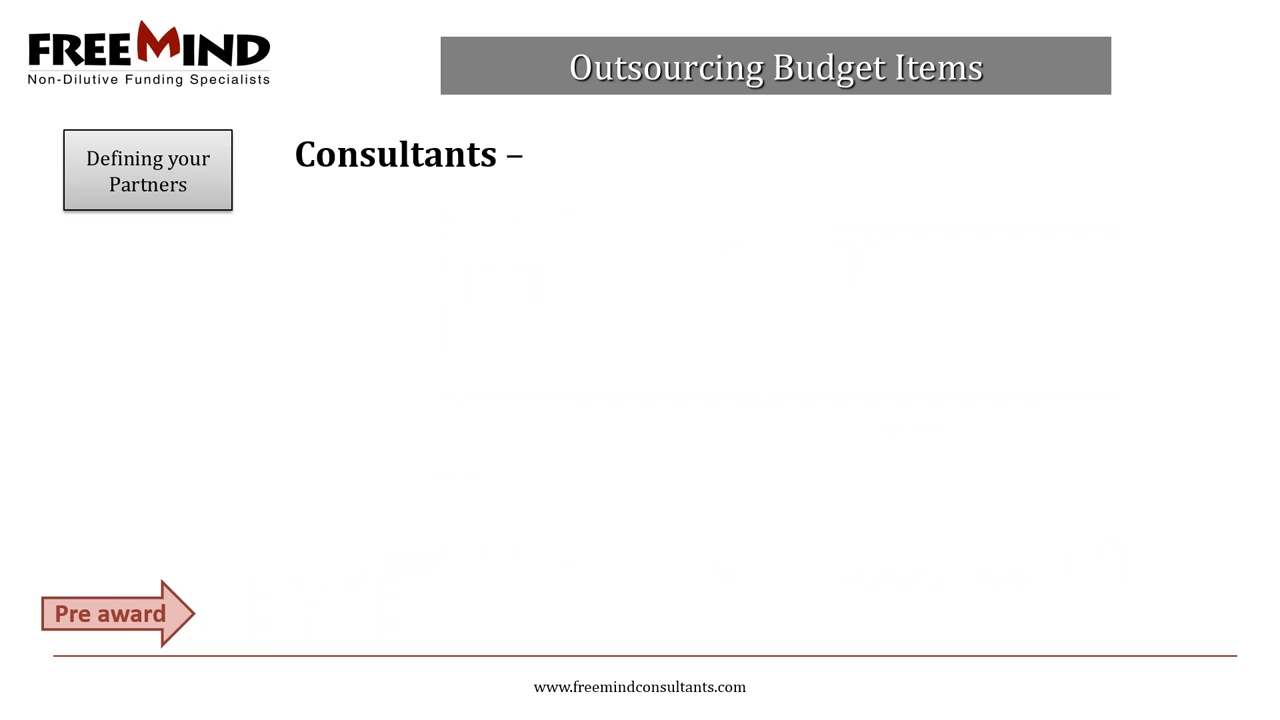 FREEMIND
Non-Dilutive Funding Specialists
Outsourcing Budget Items
Defining your
Partners
Consultants –
Pre award
www.freemindconsultants.com